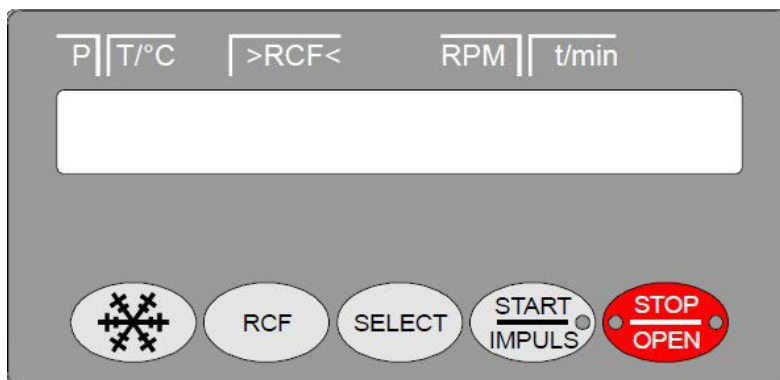 P T/°C >RCF< RPM t/min
RCF
SELECT
START
IMPULS
STOP
OPEN